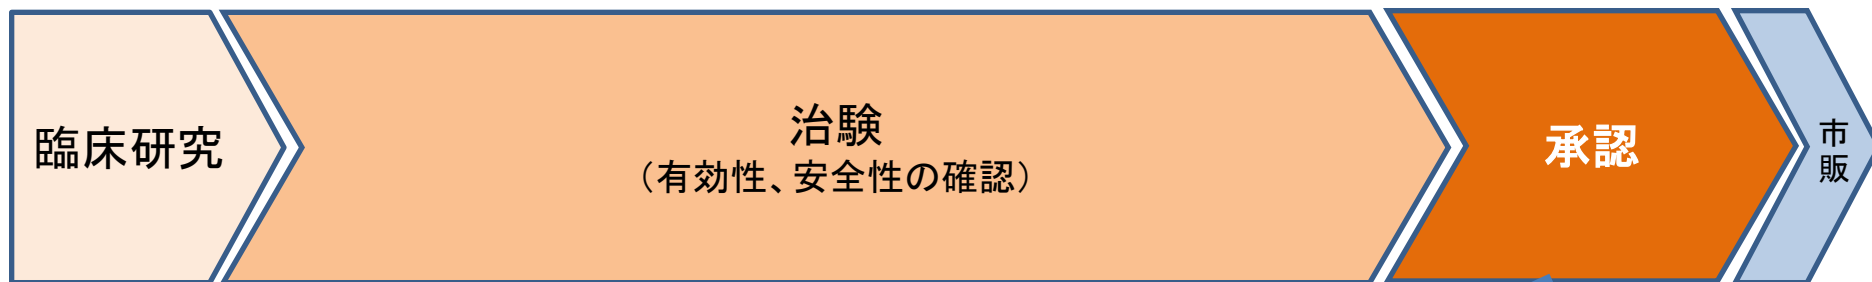 臨床研究
治験
（有効性、安全性の確認）
承認
市
販